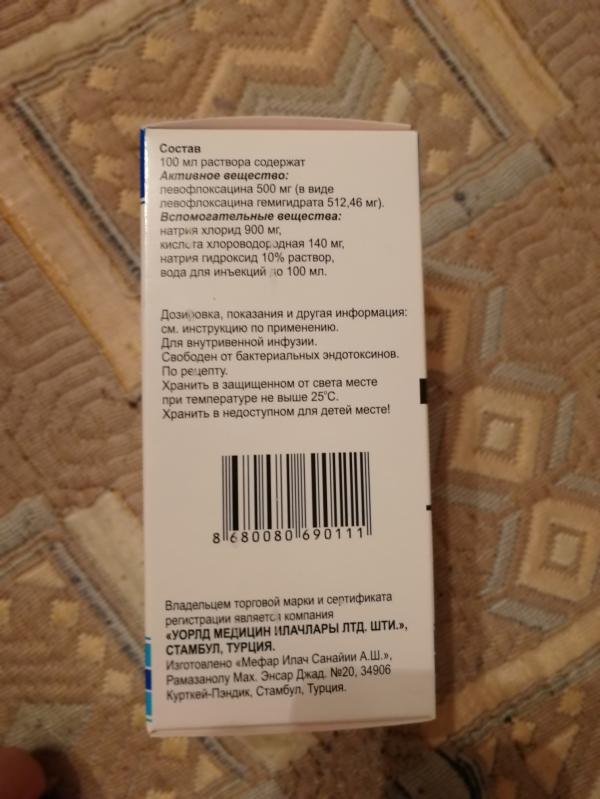 Состав
100 мл раствора содержат
Активное вещество:
левофлоксацина 500 мг (в виде
левофлоксацина гемигидрата 512,46 мг).
Вспомогательные вещества:
натрия хлорид 900 мг,
кислота хлороводородная 140 мг,
натрия гидроксид 10% раствор,
вода для инъекций до 100 мл.
Дозировка, показания и другая информация:
см. инструкцию по применению.
Для внутривенной инфузии.
Свободен от бактериальных эндотоксинов.
По рецепту.
Хранить в защищенном от света месте
при температуре не выше 25°С.
Хранить в недоступном для детей месте!
8 680080 690111
Владельцем торговой марки и сертификата
регистрации является компания
«УОРЛД МЕДИЦИН ИЛАЧЛАРЫ ЛТД. ШТИ.»,
СТАМБУЛ, ТУРЦИЯ.
Изготовлено «Мефар Илач Санайии А.Ш.»,
Рамазанолу Мах. Энсар Джад. №20, 34906
Курткей-Пэндик, Стамбул, Турция.